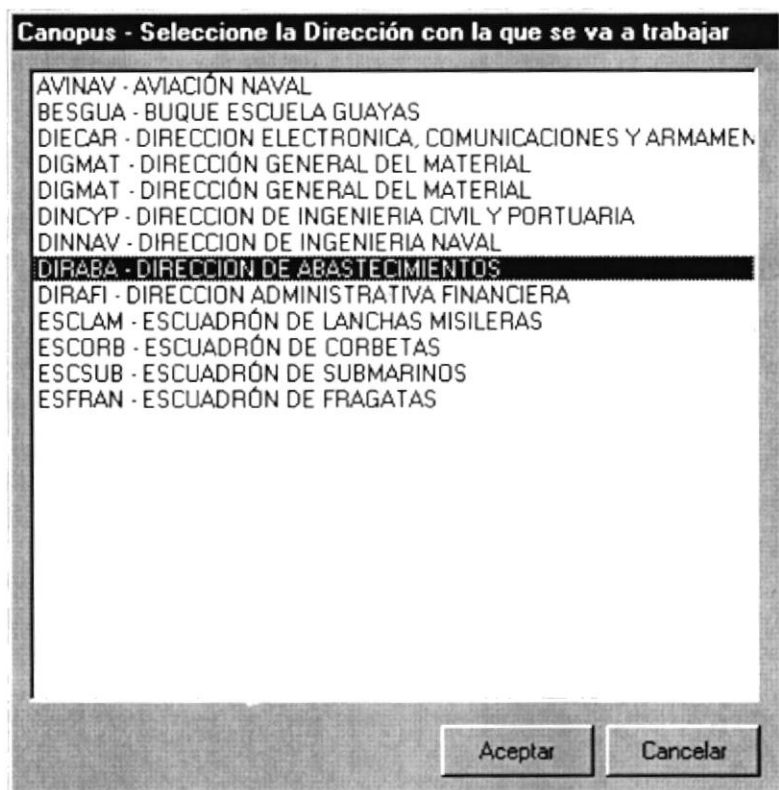 Canopus - Seleccione la Dirección con la que se va a trabajar
AVINAV - AVIACIÓN NAVAL
BESGUA - BUQUE ESCUELA GUAYAS
DIECAR - DIRECCION ELECTRONICA, COMUNICACIONES Y ARMAMEN
DIGMAT - DIRECCIÓN GENERAL DEL MATERIAL
DIGMAT - DIRECCIÓN GENERAL DEL MATERIAL
DINCYP - DIRECCION DE INGENIERIA CIVIL Y PORTUARIA
DINNAV - DIRECCION DE INGENIERIA NAVAL
DIRABA - DIRECCION DE ABASTECIMIENTOS
DIRAFI - DIRECCION ADMINISTRATIVA FINANCIERA
ESCLAM - ESCUADRÓN DE LANCHAS MISILERAS
ESCORB - ESCUADRÓN DE CORBETAS
ESCSUB - ESCUADRÓN DE SUBMARINOS
ESFRAN - ESCUADRÓN DE FRAGATAS
Aceptar Cancelar